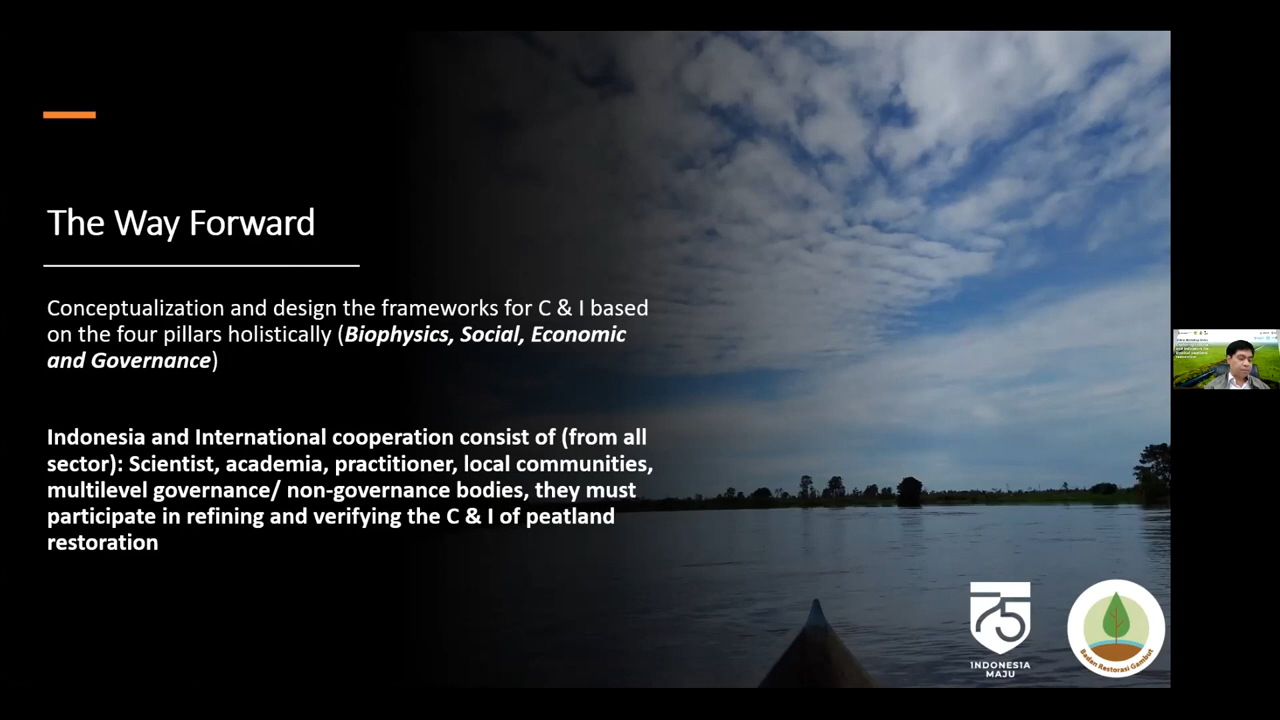 The Way Forward
Conceptualization and design the frameworks for C & I based
on the four pillars holistically (Biophysics, Social, Economic
and Governance)
Indonesia and International cooperation consist of (from all
sector): Scientist, academia, practitioner, local communities,
multilevel governance/ non-governance bodies, they must
participate in refining and verifying the C & I of peatland
restoration
75
INDONESIA
MAJU
Badan Restorasi Gambut